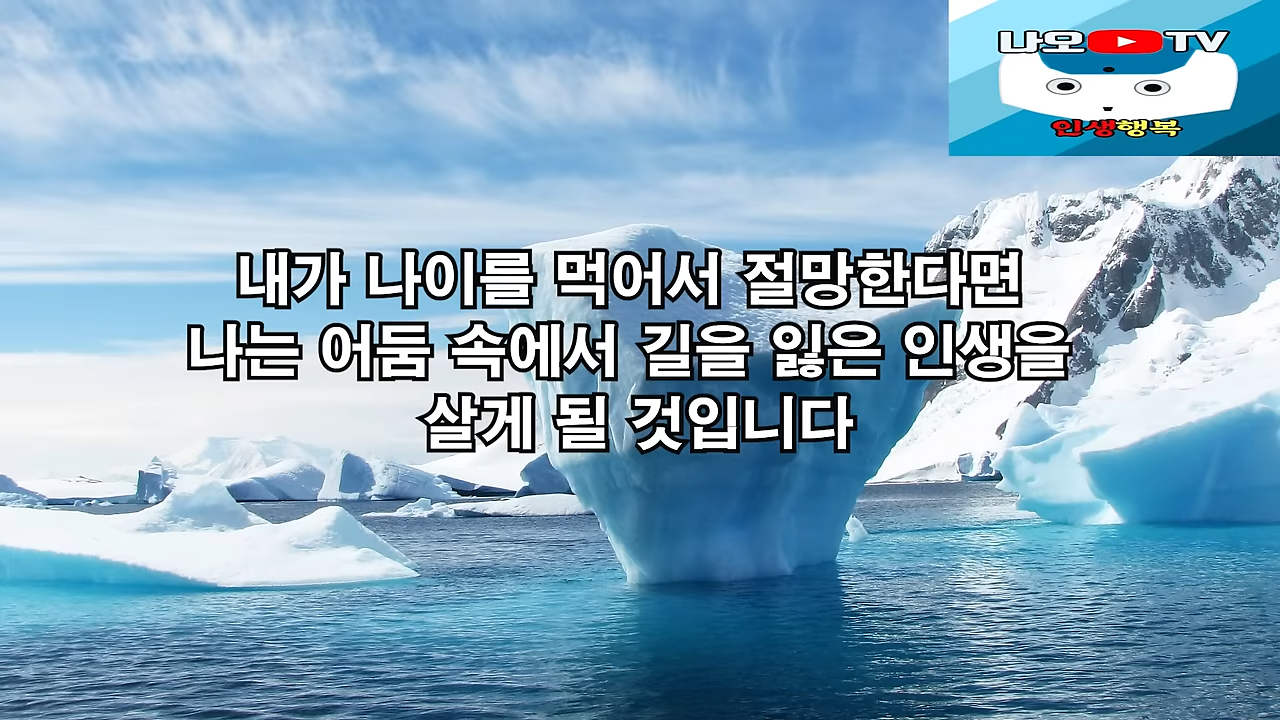 나오 TV
인생행복
내가 나이를 먹어서 절망한다면
나는 어둠 속에서 길을 잃은 인생을
살게 될 것입니다